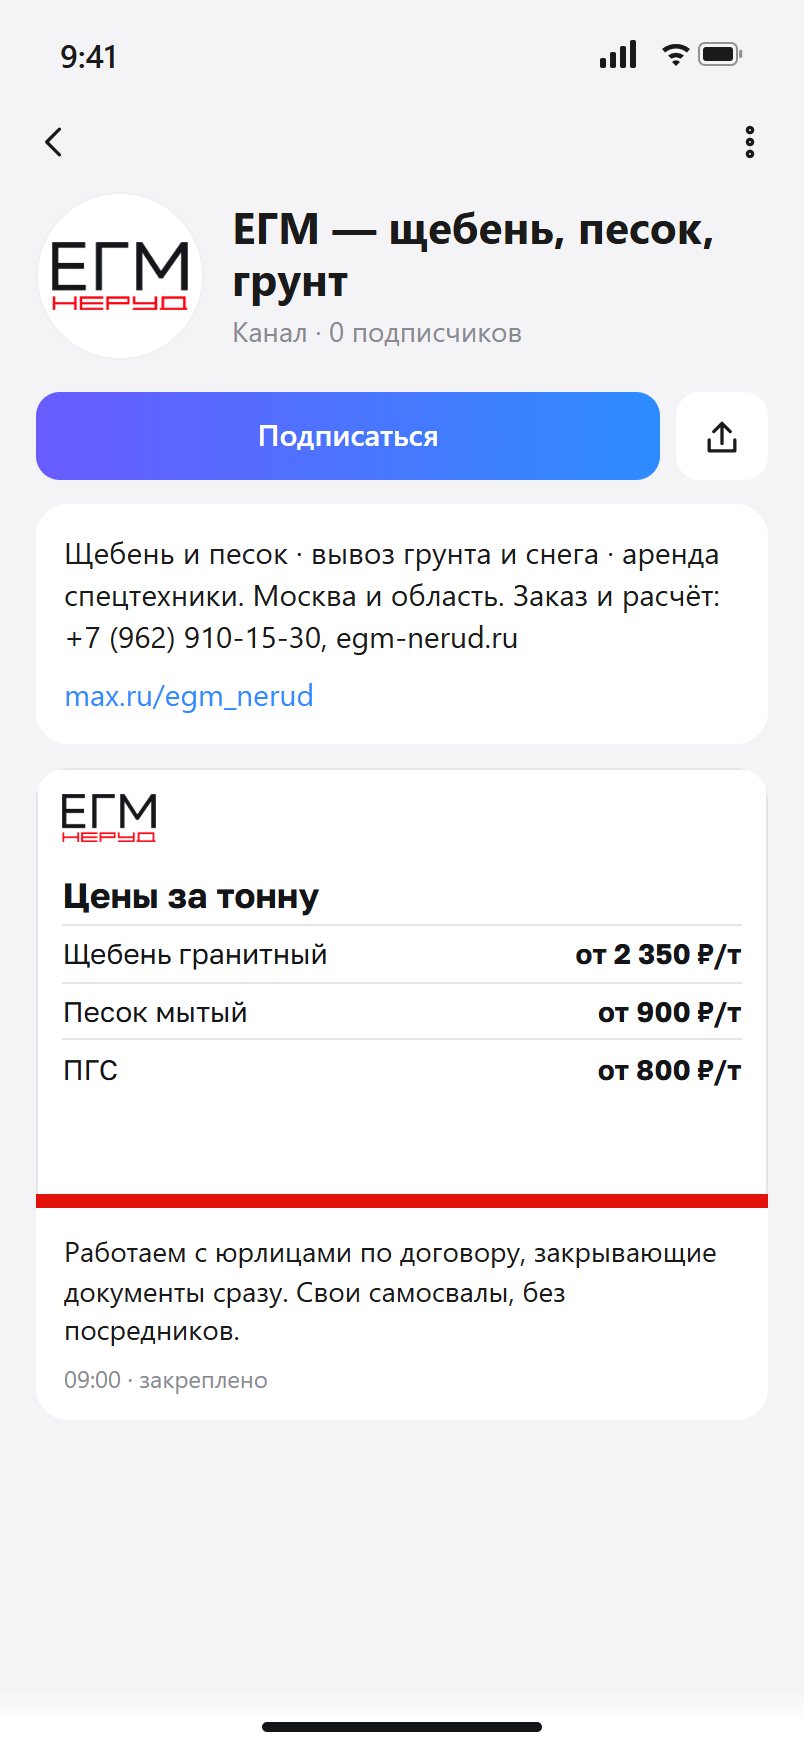 9:41
ЕГМ
НЕРУД
ЕГМ — щебень, песок,
грунт
Канал · 0 подписчиков
Подписаться
Щебень и песок · вывоз грунта и снега · аренда
спецтехники. Москва и область. Заказ и расчёт:
+7 (962) 910-15-30, egm-nerud.ru
max.ru/egm_nerud
ЕГМ
НЕРУД
Цены за тонну
Щебень гранитный от 2 350 ₽/т
Песок мытый от 900 ₽/т
ПГС от 800 ₽/т
Работаем с юрлицами по договору, закрывающие
документы сразу. Свои самосвалы, без
посредников.
09:00 · закреплено